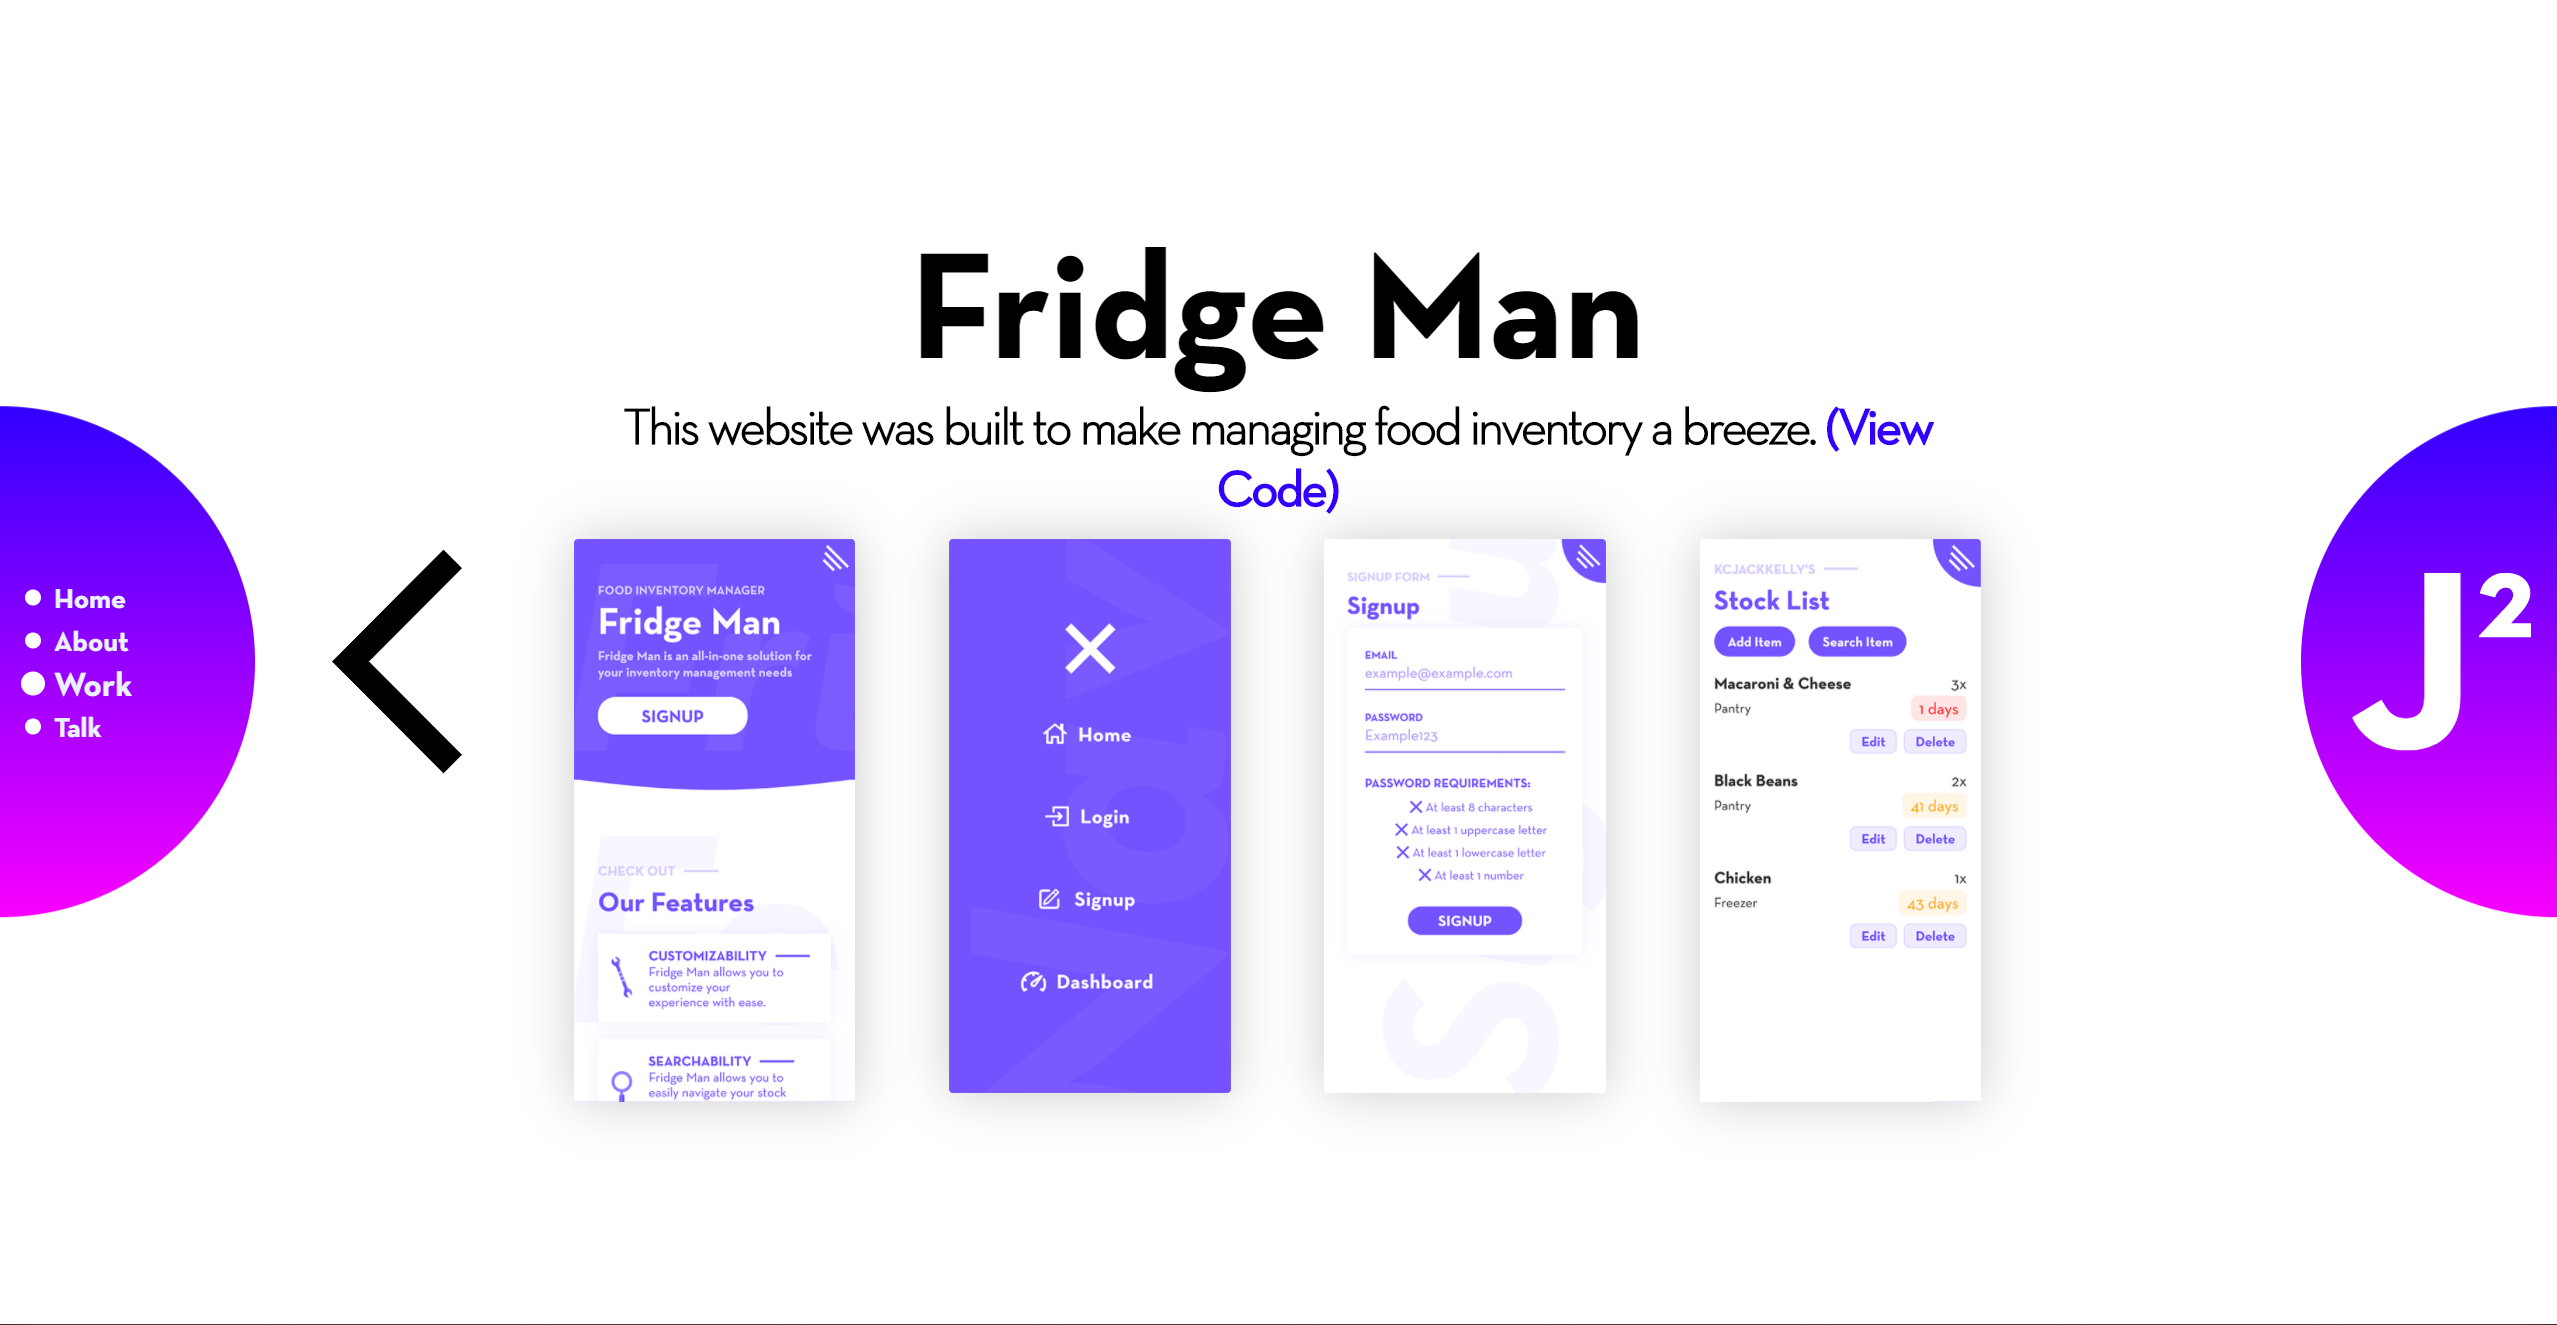 Fridge Man
This website was built to make managing food inventory a breeze. (View
Code)
Home
About
Work
Talk
FOOD INVENTORY MANAGER
Fridge Man
Fridge Man is an all-in-one solution for
your inventory management needs
SIGNUP
CHECK OUT
Our Features
CUSTOMIZABILITY
Fridge Man allows you to
customize your
experience with ease.
SEARCHABILITY
Fridge Man allows you to
easily navigate your stock
Home
Login
Signup
Dashboard
SIGNUP FORM
Signup
EMAIL
example@example.com
PASSWORD
Example123
PASSWORD REQUIREMENTS:
At least 8 characters
At least 1 uppercase letter
At least 1 lowercase letter
At least 1 number
SIGNUP
KCJACKKELLY'S
Stock List
Add Item Search Item
Macaroni & Cheese 3x
Pantry 1 days
Edit Delete
Black Beans 2x
Pantry 41 days
Edit Delete
Chicken 1x
Freezer 43 days
Edit Delete
J²